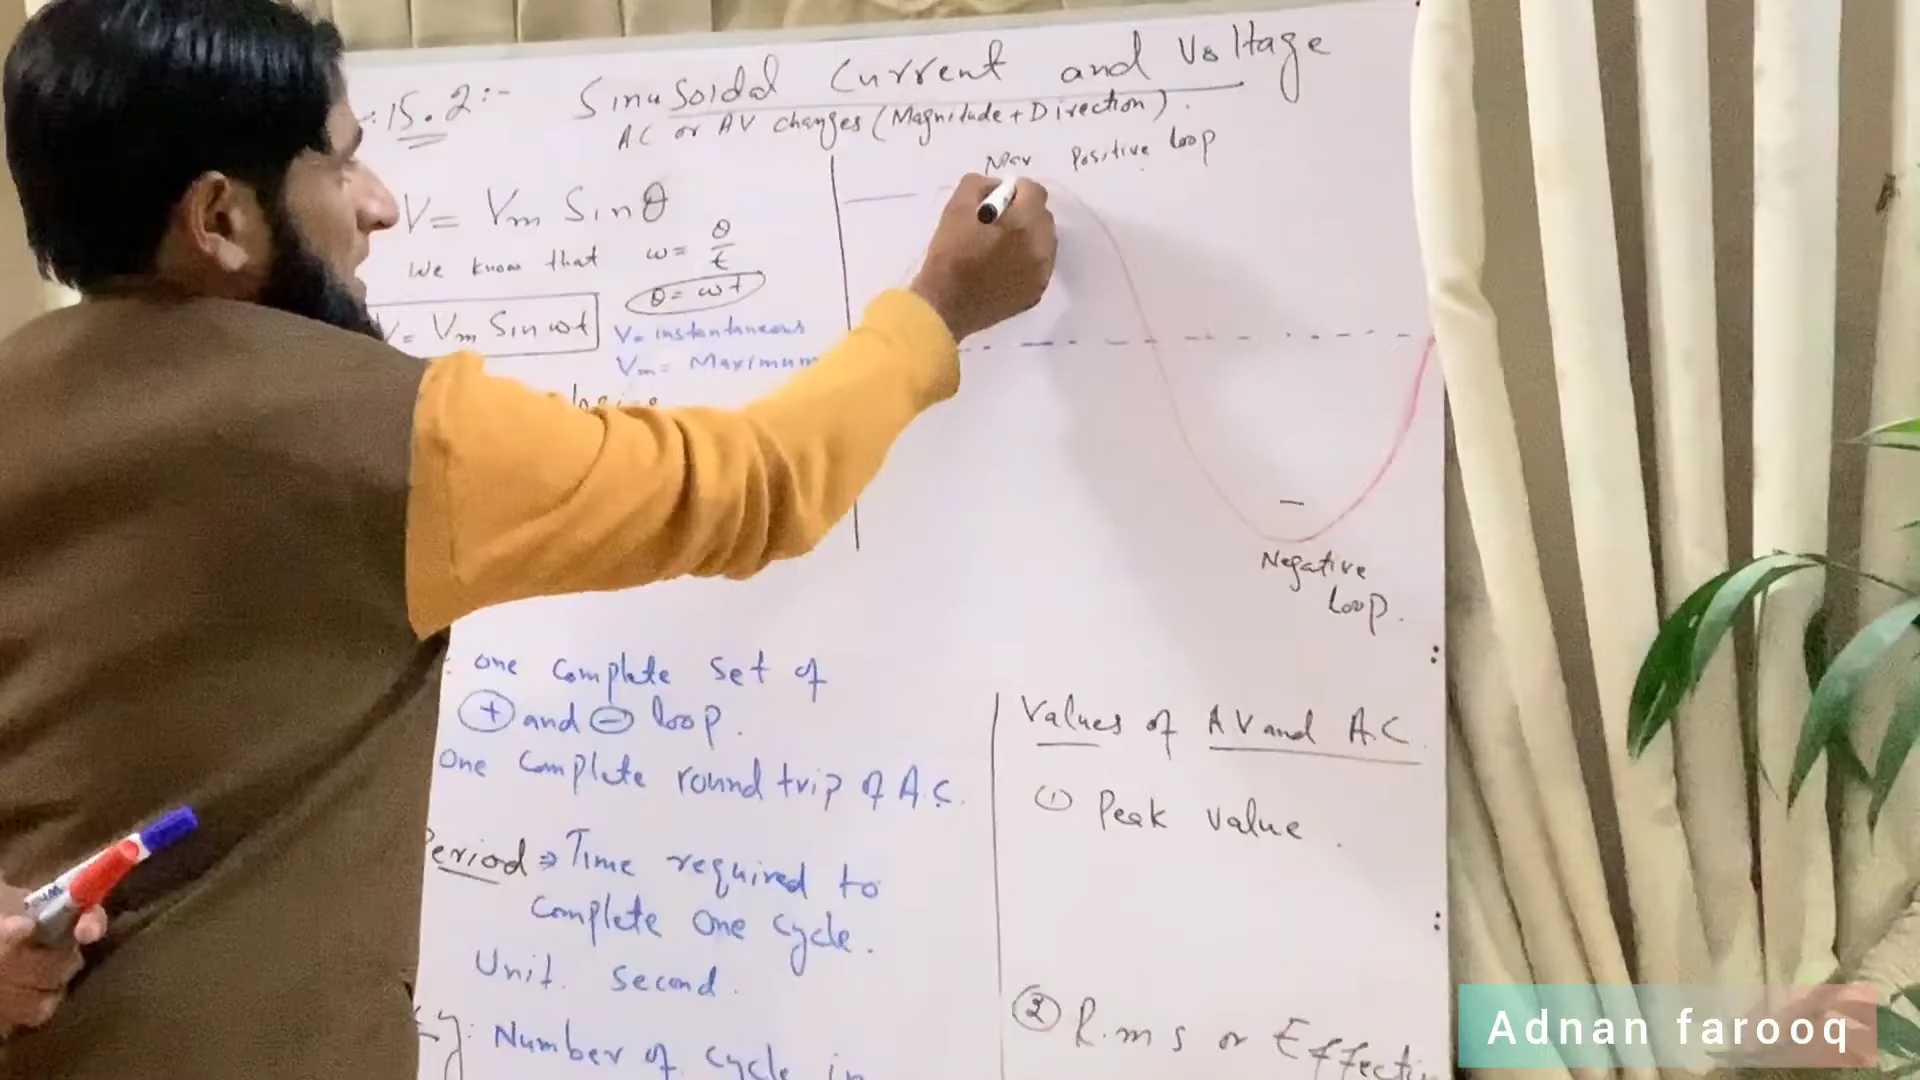 :15.2:- Sinusoidal Current and Voltage
AC or AV changes (Magnitude + Direction).
Max Positive loop
V = Vm Sinθ
We know that ω = θ/t
θ = ωt
V = Vm Sin ωt
V = instantaneous
Vm = Maximum
Negative
Loop.
: one complete set of
(+) and (-) loop.
One complete round trip of A.C.
Period ⇒ Time required to
complete one cycle.
Unit. second.
Number of cycle in
Values of AV and A.C
① Peak value.
② R.m s or Effecti
Adnan farooq